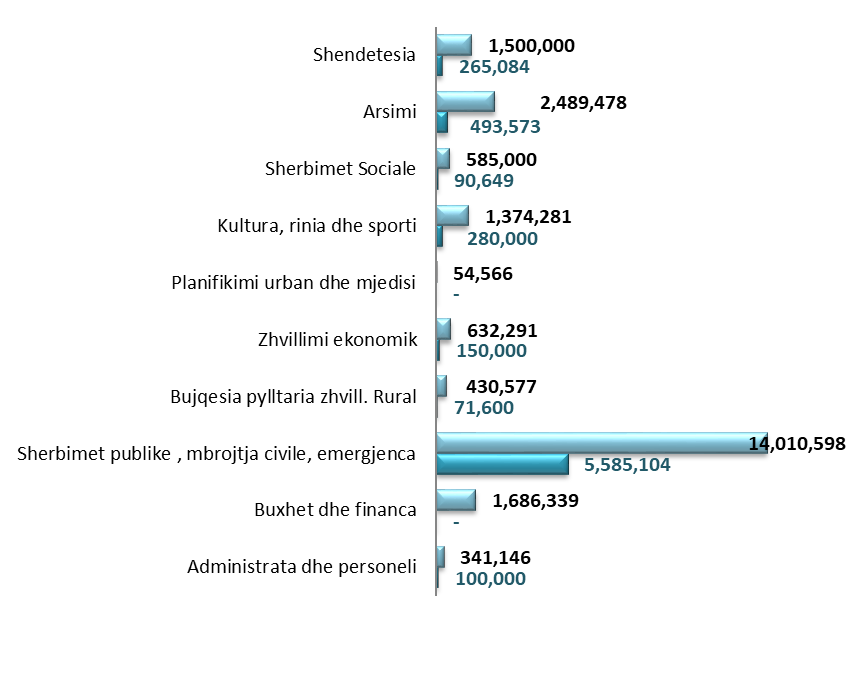 Shendetesia
1,500,000
265,084
Arsimi
2,489,478
493,573
Sherbimet Sociale
585,000
90,649
Kultura, rinia dhe sporti
1,374,281
280,000
Planifikimi urban dhe mjedisi
54,566
-
Zhvillimi ekonomik
632,291
150,000
Bujqesia pylltaria zhvill. Rural
430,577
71,600
Sherbimet publike , mbrojtja civile, emergjenca
14,010,598
5,585,104
Buxhet dhe financa
1,686,339
-
Administrata dhe personeli
341,146
100,000